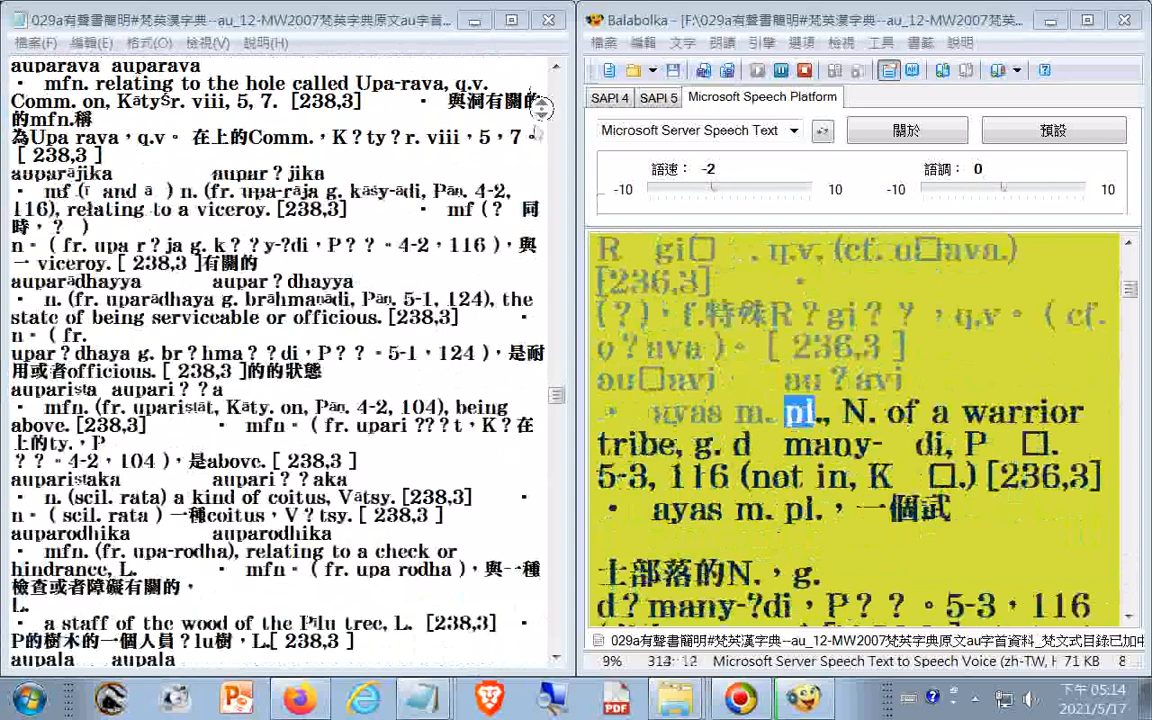 029a有聲書簡明#梵英漢字典--au_12-MW2007梵英字典原文au字首...
檔案(F) 編輯(E) 格式(O) 檢視(V) 說明(H)
auparava auparava
· mfn. relating to the hole called Upa-rava, q.v.
Comm. on, KātyŚr. viii, 5, 7. [238,3] · 與洞有關的
的mfn.稱
為Upa rava，q.v。 在上的Comm.，K？ty？r. viii，5，7。
[ 238,3 ]
auparājika aupar？jika
· mf (ī and ā ) n. (fr. upa-rāja g. kāśy-ādi, Pāṇ. 4-2,
116), relating to a viceroy. [238,3] · mf (？ 同
時，？ )
n。( fr. upa r？ja g. k？？y-?di，P？？。4-2，116 )，與
一 viceroy. [ 238,3 ]有關的
auparādhayya aupar？dhayya
· n. (fr. uparādhaya g. brāhmaṇādi, Pāṇ. 5-1, 124), the
state of being serviceable or officious. [238,3] ·
n。( fr.
upar？dhaya g. br？hma？？di，P？？。5-1，124 )，是耐
用或者officious. [ 238,3 ]的的狀態
aupariṣṭa aupari？？a
· mfn. (fr. upariṣṭāt, Kāty. on, Pāṇ. 4-2, 104), being
above. [238,3] · mfn。( fr. upari ???t，K？在
上的ty.，P
？？。4-2，104 )，是above. [ 238,3 ]
aupariṣṭaka aupari？？aka
· n. (scil. rata) a kind of coitus, Vātsy. [238,3] ·
n。( scil. rata ) 一種coitus，V？tsy. [ 238,3 ]
auparodhika auparodhika
· mfn. (fr. upa-rodha), relating to a check or
hindrance, L. · mfn。( fr. upa rodha )，與一種
檢查或者障礙有關的，
L.
· a staff of the wood of the Pīlu tree, L. [238,3] ·
P的樹木的一個人員？lu樹，L.[ 238,3 ]
aupala aupala
Balabolka - [F:\029a有聲書簡明#梵英漢字典--au_12-MW2007梵英...
檔案 編輯 文字 朗讀 引擎 選項 檢視 工具 書籤 說明
SAPI 4 SAPI 5 Microsoft Speech Platform
Microsoft Server Speech Text 關於 預設
語速： -2 語調： 0
-10 10 -10 10
R gi□ . q.v. (cf. u□ava.)
[236,3] ·
(？)，f.特殊R？gi？？，q.v。( cf.
o？ava )。[ 236,3 ]
au□avi au？avi
· ayas m. pl., N. of a warrior
tribe, g. d many- di, P □.
5-3, 116 (not in, K □.) [236,3]
· ayas m. pl.，一個武
士部落的N.，g.
d？many-?di，P？？。5-3，116
029a有聲書簡明#梵英漢字典--au_12-MW2007梵英字典原文au字首資料_梵文式目錄已加中
9% 314: 12 Microsoft Server Speech Text to Speech Voice (zh-TW, H 71 KB 8
下午 05:14
2021/5/17